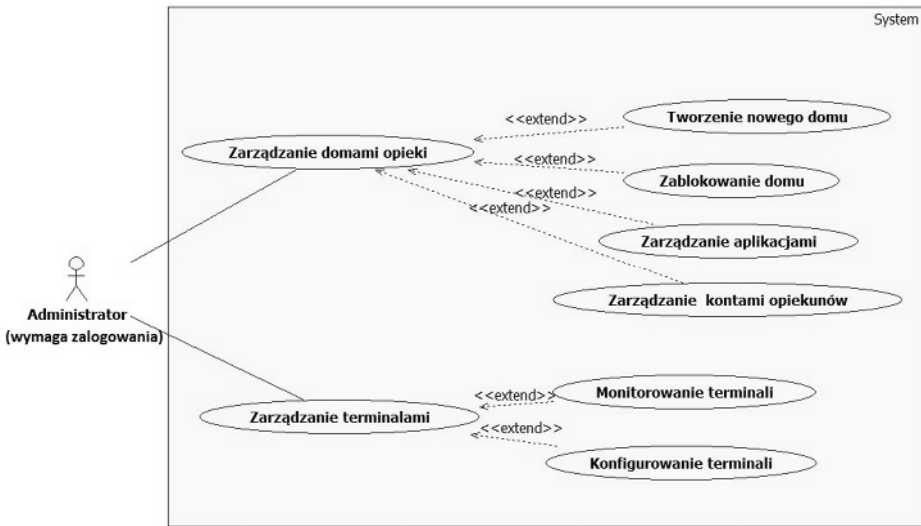 System
<<extend>>
Tworzenie nowego domu
Zarządzanie domami opieki
<<extend>>
Zablokowanie domu
<<extend>>
<<extend>>
Zarządzanie aplikacjami
Zarządzanie kontami opiekunów
Administrator
(wymaga zalogowania)
<<extend>>
Monitorowanie terminali
Zarządzanie terminalami
<<extend>>
Konfigurowanie terminali